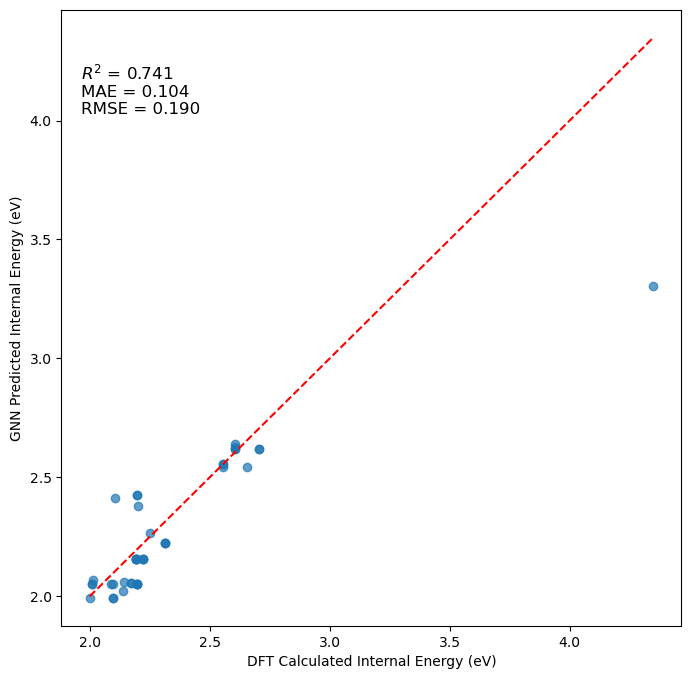 R² = 0.741
MAE = 0.104
RMSE = 0.190
4.0
3.5
3.0
2.5
2.0
GNN Predicted Internal Energy (eV)
2.0 2.5 3.0 3.5 4.0
DFT Calculated Internal Energy (eV)